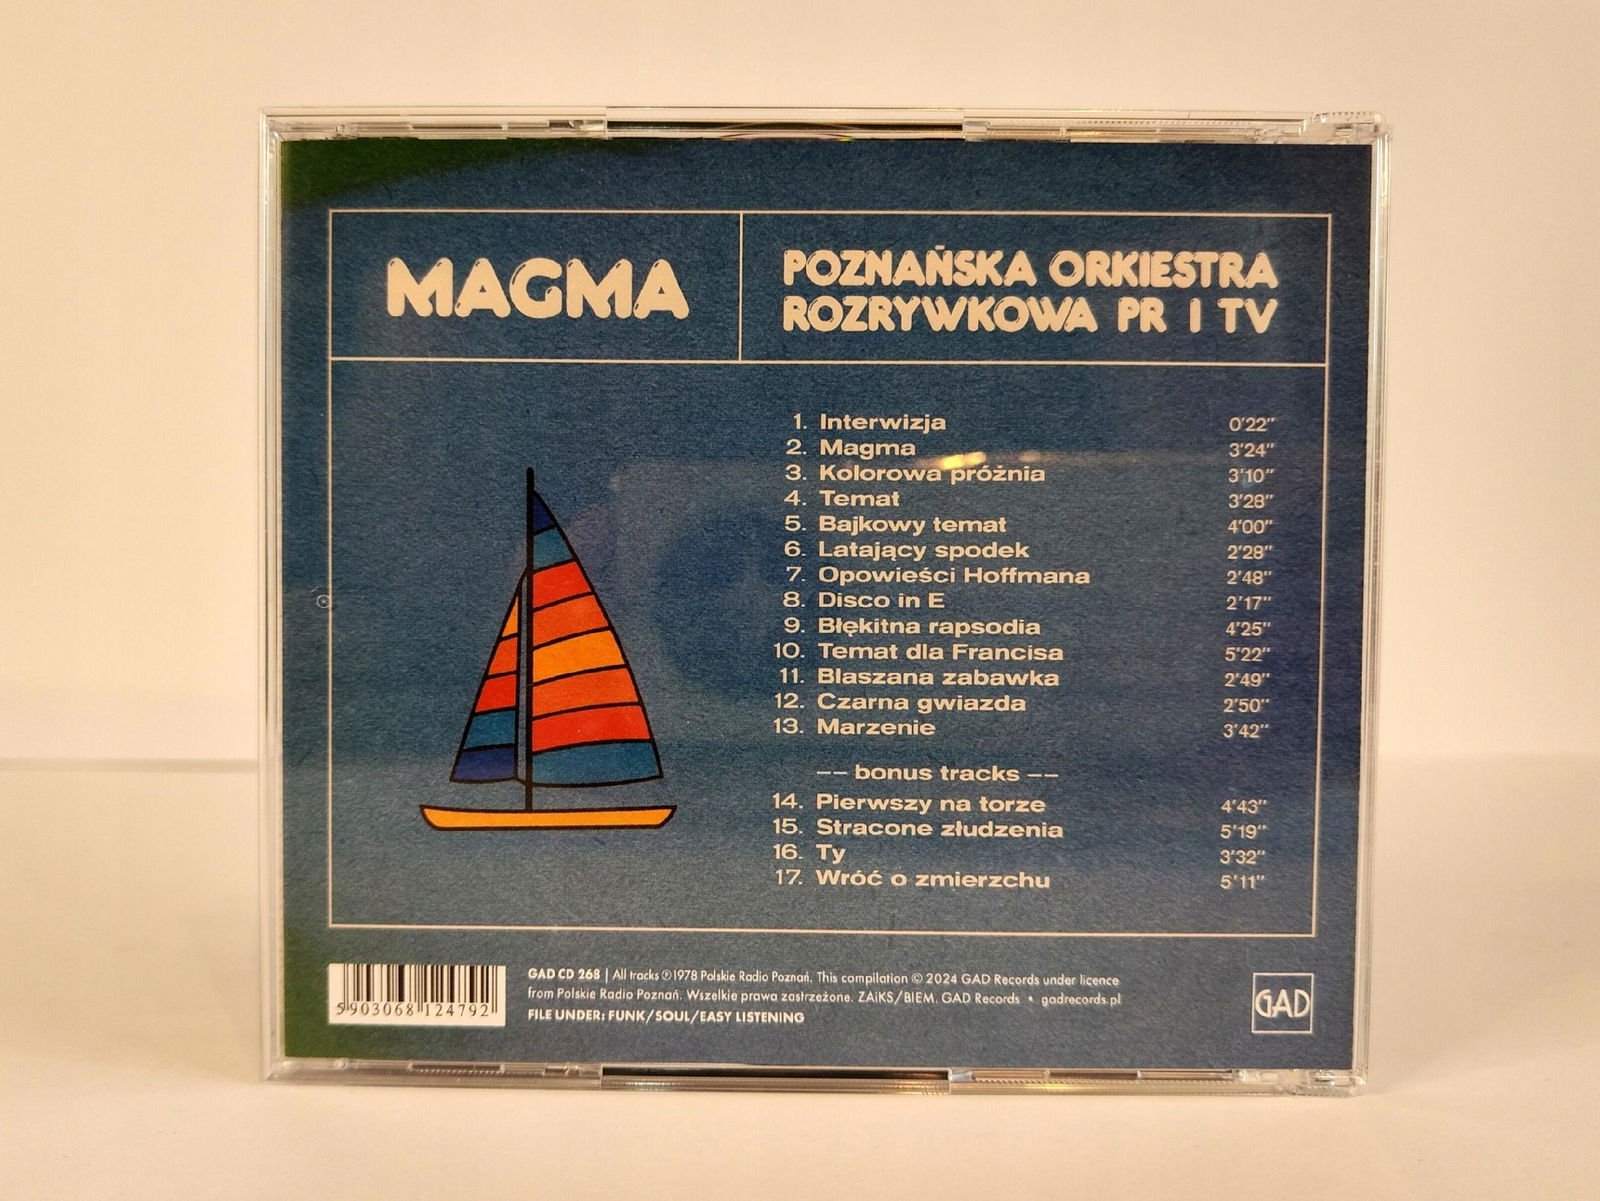 MAGMA
POZNAŃSKA ORKIESTRA
ROZRYWKOWA PR I TV
1. Interwizja 0'22"
2. Magma 3'24"
3. Kolorowa próżnia 3'10"
4. Temat 3'28"
5. Bajkowy temat 4'00"
6. Latający spodek 2'28"
7. Opowieści Hoffmana 2'48"
8. Disco in E 2'17"
9. Błękitna rapsodia 4'25"
10. Temat dla Francisa 5'22"
11. Blaszana zabawka 2'49"
12. Czarna gwiazda 2'50"
13. Marzenie 3'42"
-- bonus tracks --
14. Pierwszy na torze 4'43"
15. Stracone złudzenia 5'19"
16. Ty 3'32"
17. Wróć o zmierzchu 5'11"
5903068124792
GAD CD 268 | All tracks ℗1978 Polskie Radio Poznań. This compilation © 2024 GAD Records under licence
from Polskie Radio Poznań. Wszelkie prawa zastrzeżone. ZAiKS/BIEM. GAD Records • gadrecords.pl
FILE UNDER: FUNK/SOUL/EASY LISTENING
GAD